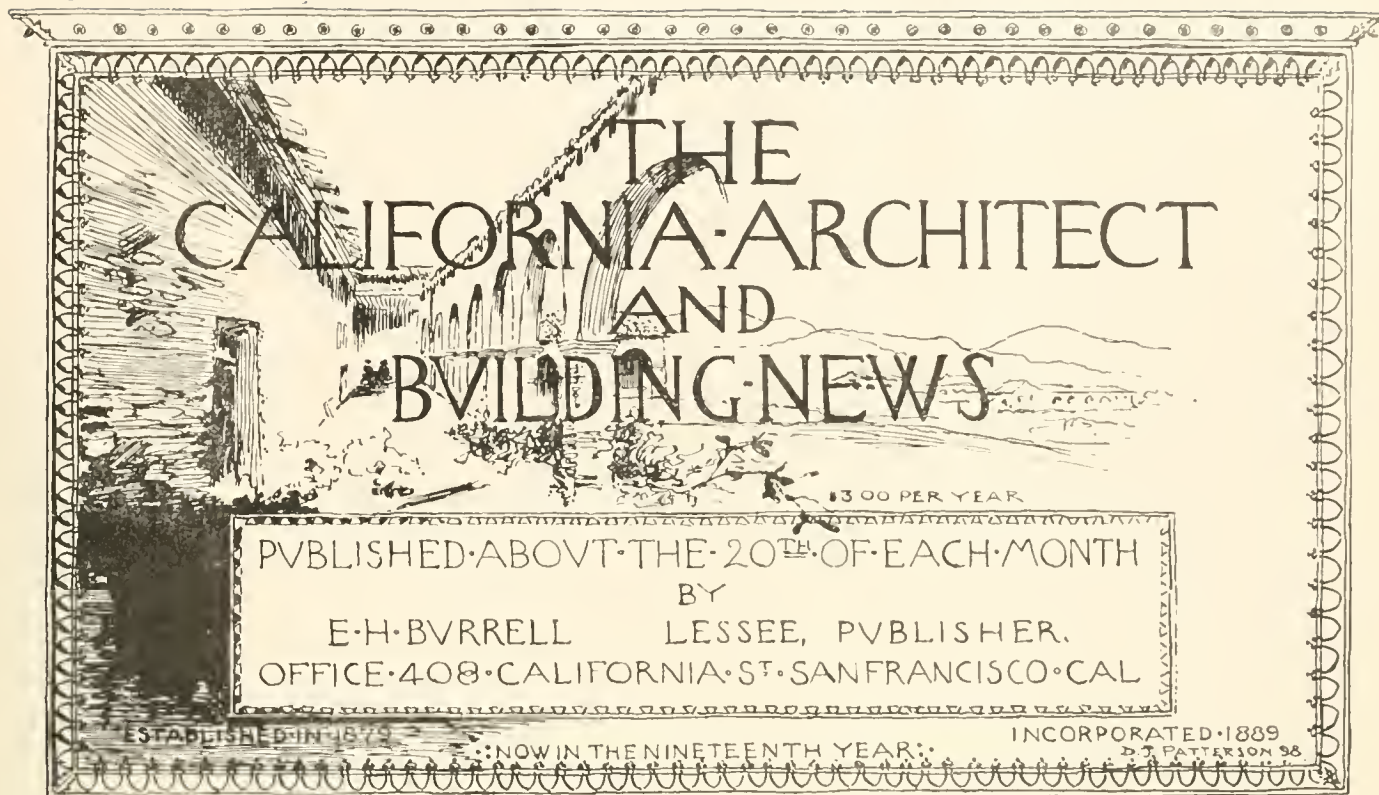 THE
CALIFORNIA·ARCHITECT
AND
BVILDING·NEWS
$3 00 PER YEAR
PVBLISHED·ABOVT·THE·20TH·OF·EACH·MONTH
BY
E·H·BVRRELL LESSEE, PVBLISHER.
OFFICE·408·CALIFORNIA·ST·SAN FRANCISCO·CAL
ESTABLISHED·IN·1879
INCORPORATED·1889
·:NOW IN THE NINETEENTH YEAR:·
D.J. PATTERSON 98